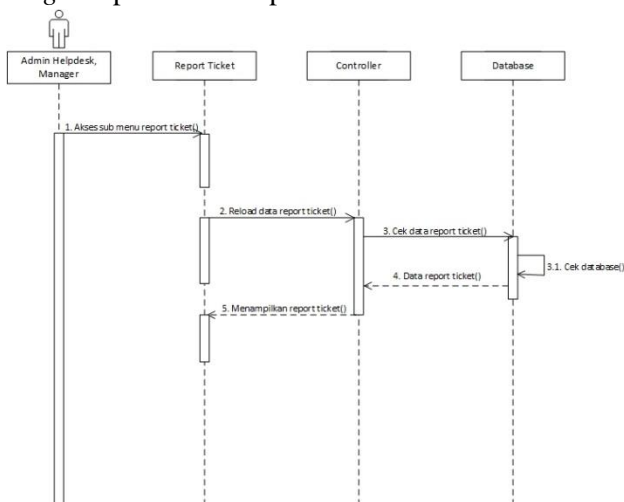 Admin Helpdesk,
Manager
Report Ticket
Controller
Database
1. Akses sub menu report ticket()
2. Reload data report ticket()
3. Cek data report ticket()
3.1. Cek database()
4. Data report ticket()
5. Menampilkan report ticket()